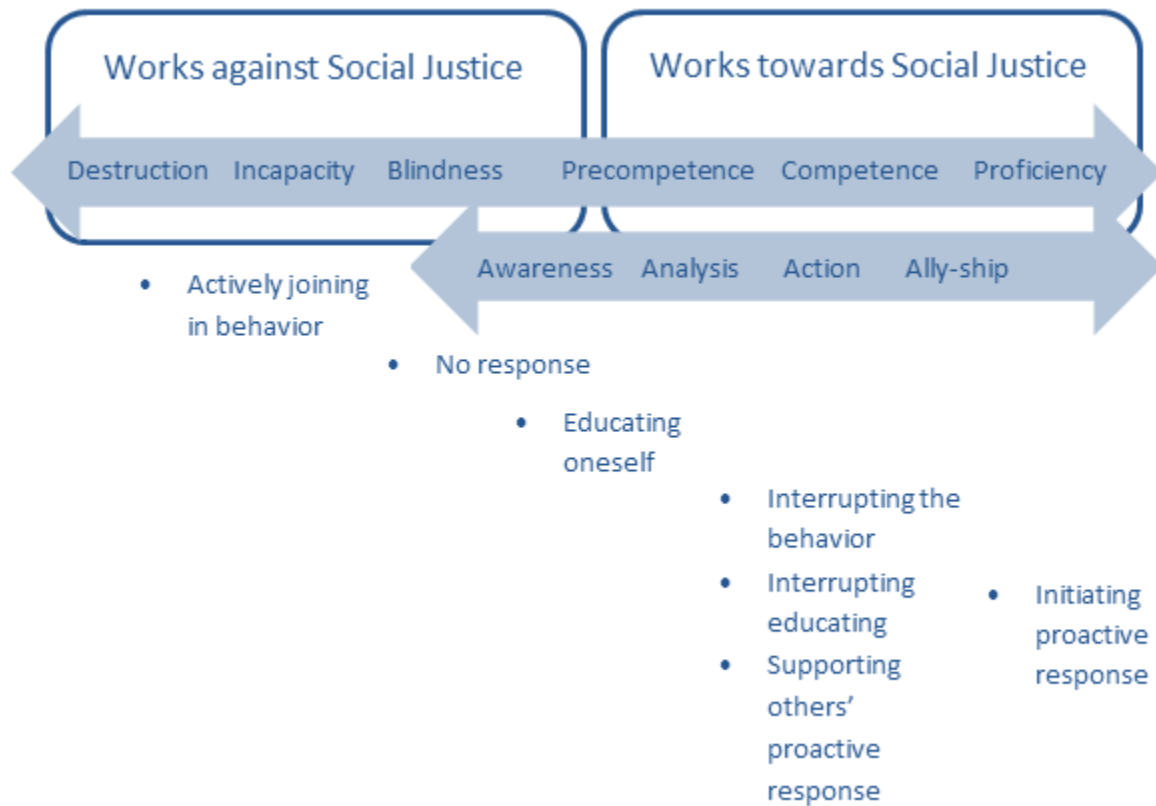 Works against Social Justice
Works towards Social Justice
Destruction Incapacity Blindness Precompetence Competence Proficiency
Awareness Analysis Action Ally-ship
• Actively joining
in behavior
• No response
• Educating
oneself
• Interrupting the
behavior
• Interrupting
educating
• Supporting
others’
proactive
response
• Initiating
proactive
response